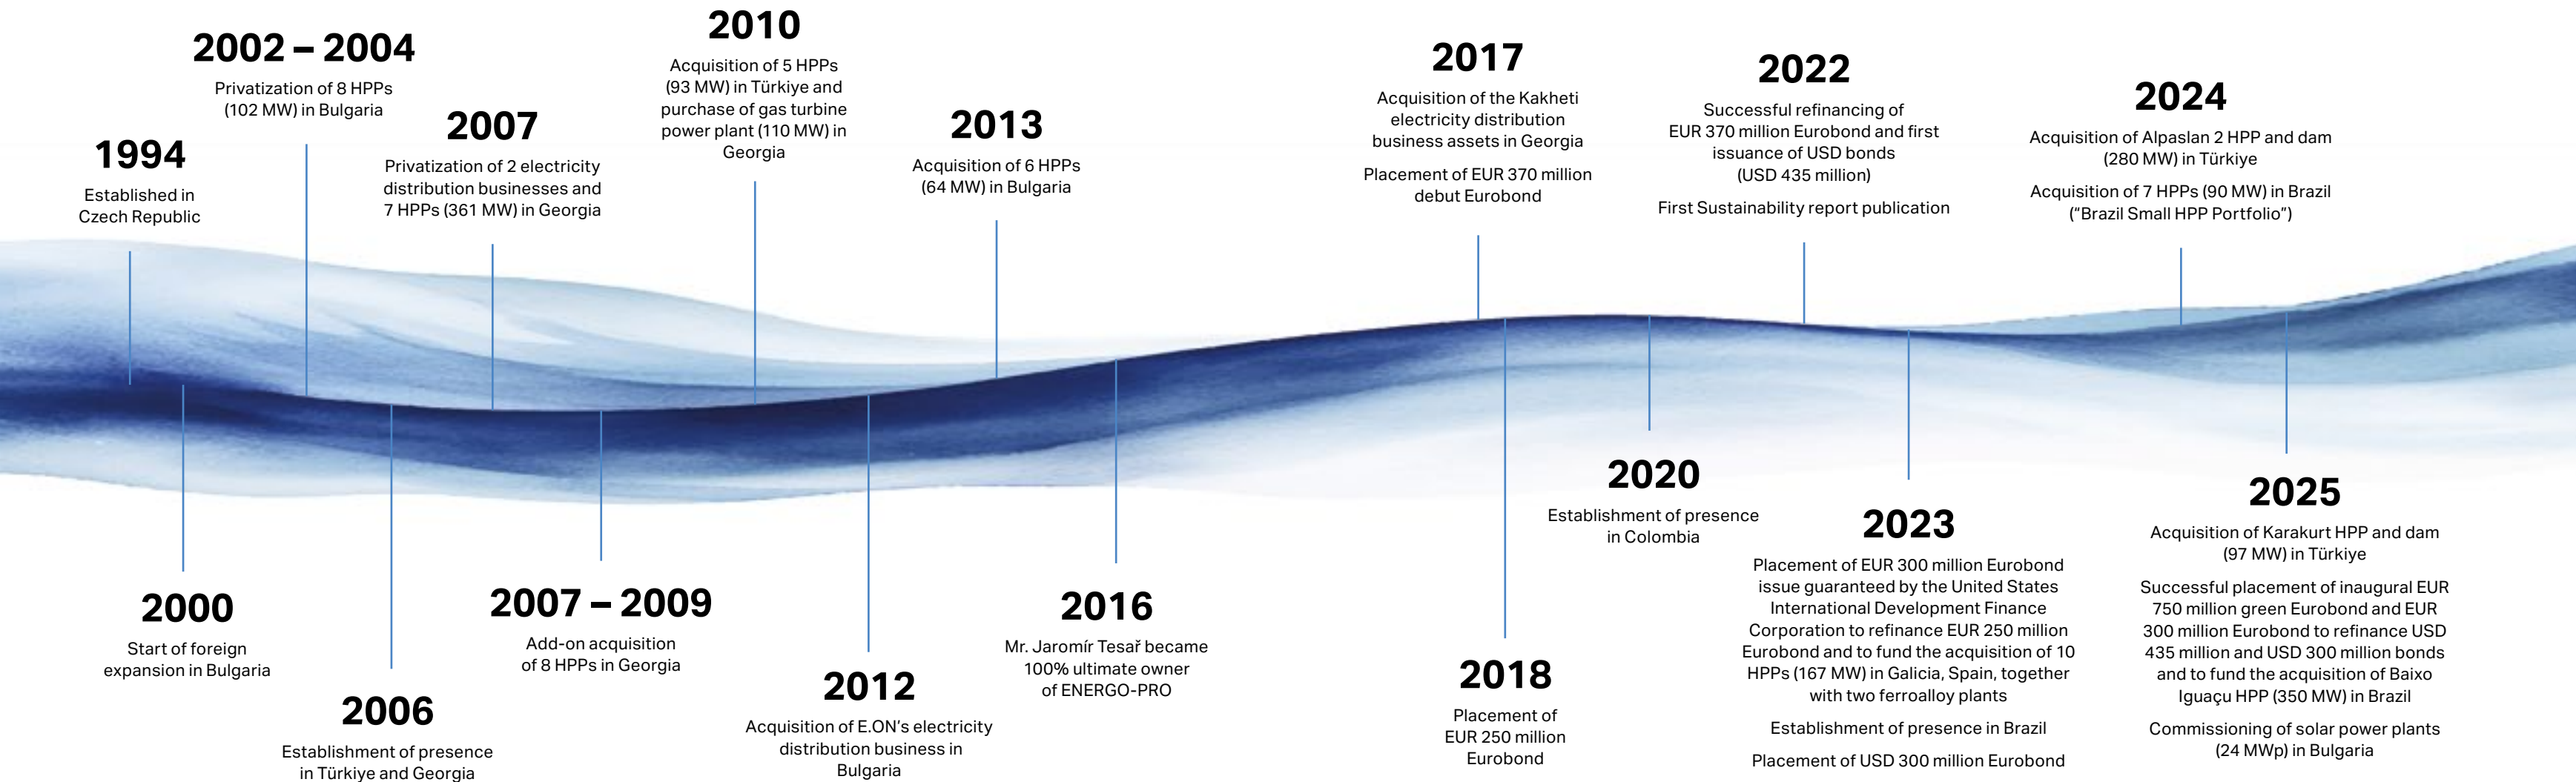 1994
Established in
Czech Republic
2000
Start of foreign
expansion in Bulgaria
2002 – 2004
Privatization of 8 HPPs
(102 MW) in Bulgaria
2006
Establishment of presence
in Türkiye and Georgia
2007
Privatization of 2 electricity
distribution businesses and
7 HPPs (361 MW) in Georgia
2007 – 2009
Add-on acquisition
of 8 HPPs in Georgia
2010
Acquisition of 5 HPPs
(93 MW) in Türkiye and
purchase of gas turbine
power plant (110 MW) in
Georgia
2012
Acquisition of E.ON’s electricity
distribution business in
Bulgaria
2013
Acquisition of 6 HPPs
(64 MW) in Bulgaria
2016
Mr. Jaromír Tesař became
100% ultimate owner
of ENERGO-PRO
2017
Acquisition of the Kakheti
electricity distribution
business assets in Georgia
Placement of EUR 370 million
debut Eurobond
2018
Placement of
EUR 250 million
Eurobond
2020
Establishment of presence
in Colombia
2022
Successful refinancing of
EUR 370 million Eurobond and first
issuance of USD bonds
(USD 435 million)
First Sustainability report publication
2023
Placement of EUR 300 million Eurobond
issue guaranteed by the United States
International Development Finance
Corporation to refinance EUR 250 million
Eurobond and to fund the acquisition of 10
HPPs (167 MW) in Galicia, Spain, together
with two ferroalloy plants
Establishment of presence in Brazil
Placement of USD 300 million Eurobond
2024
Acquisition of Alpaslan 2 HPP and dam
(280 MW) in Türkiye
Acquisition of 7 HPPs (90 MW) in Brazil
(“Brazil Small HPP Portfolio”)
2025
Acquisition of Karakurt HPP and dam
(97 MW) in Türkiye
Successful placement of inaugural EUR
750 million green Eurobond and EUR
300 million Eurobond to refinance USD
435 million and USD 300 million bonds
and to fund the acquisition of Baixo
Iguaçu HPP (350 MW) in Brazil
Commissioning of solar power plants
(24 MWp) in Bulgaria